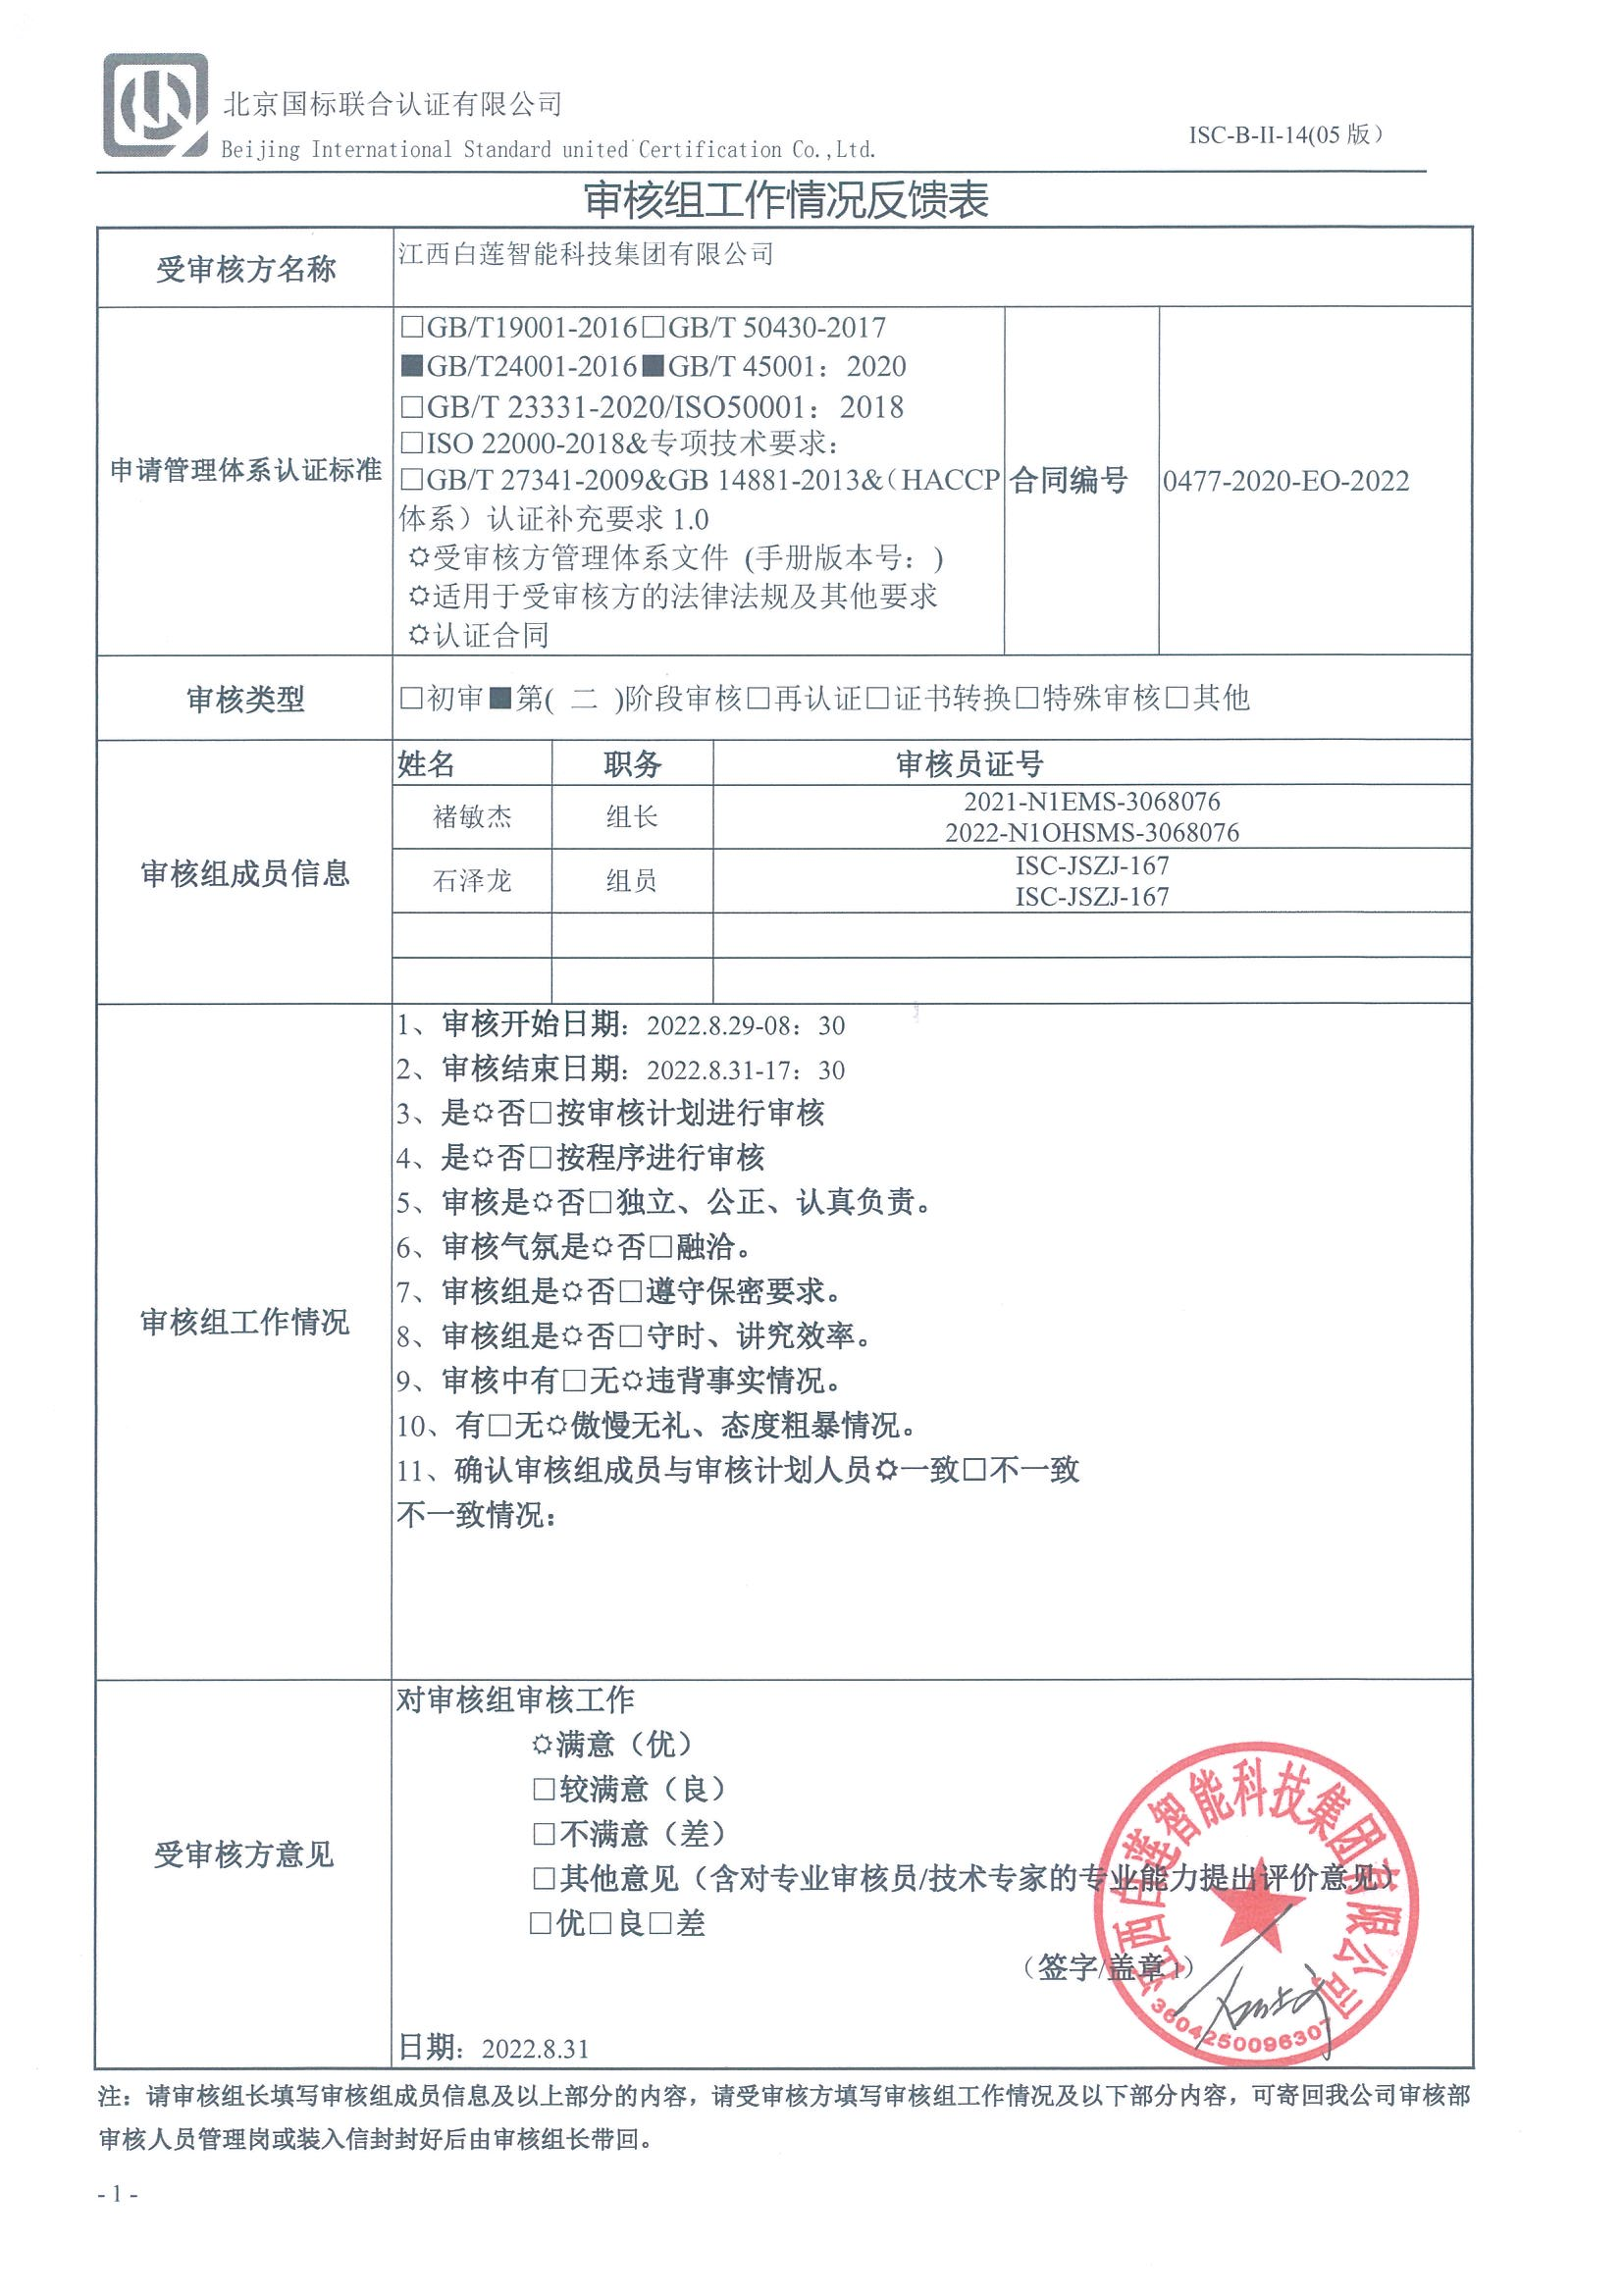 北京国标联合认证有限公司
Beijing International Standard united Certification Co.,Ltd.
ISC-B-II-14(05 版）
审核组工作情况反馈表
受审核方名称
江西白莲智能科技集团有限公司
申请管理体系认证标准
□GB/T19001-2016□GB/T 50430-2017
■GB/T24001-2016■GB/T 45001：2020
□GB/T 23331-2020/ISO50001：2018
□ISO 22000-2018&专项技术要求：
□GB/T 27341-2009&GB 14881-2013&（HACCP
体系）认证补充要求 1.0
☼受审核方管理体系文件 (手册版本号：)
☼适用于受审核方的法律法规及其他要求
☼认证合同
合同编号
0477-2020-EO-2022
审核类型
□初审■第( 二 )阶段审核□再认证□证书转换□特殊审核□其他
审核组成员信息
姓名 职务 审核员证号
褚敏杰 组长 2021-N1EMS-3068076
2022-N1OHSMS-3068076
石泽龙 组员 ISC-JSZJ-167
ISC-JSZJ-167
审核组工作情况
1、审核开始日期：2022.8.29-08：30
2、审核结束日期：2022.8.31-17：30
3、是☼否□按审核计划进行审核
4、是☼否□按程序进行审核
5、审核是☼否□独立、公正、认真负责。
6、审核气氛是☼否□融洽。
7、审核组是☼否□遵守保密要求。
8、审核组是☼否□守时、讲究效率。
9、审核中有□无☼违背事实情况。
10、有□无☼傲慢无礼、态度粗暴情况。
11、确认审核组成员与审核计划人员☼一致□不一致
不一致情况：
受审核方意见
对审核组审核工作
☼满意（优）
□较满意（良）
□不满意（差）
□其他意见（含对专业审核员/技术专家的专业能力提出评价意见）
□优□良□差
（签字/盖章）
日期：2022.8.31
江西白莲智能科技集团有限公司
3604250096307
注：请审核组长填写审核组成员信息及以上部分的内容，请受审核方填写审核组工作情况及以下部分内容，可寄回我公司审核部
审核人员管理岗或装入信封封好后由审核组长带回。
- 1 -